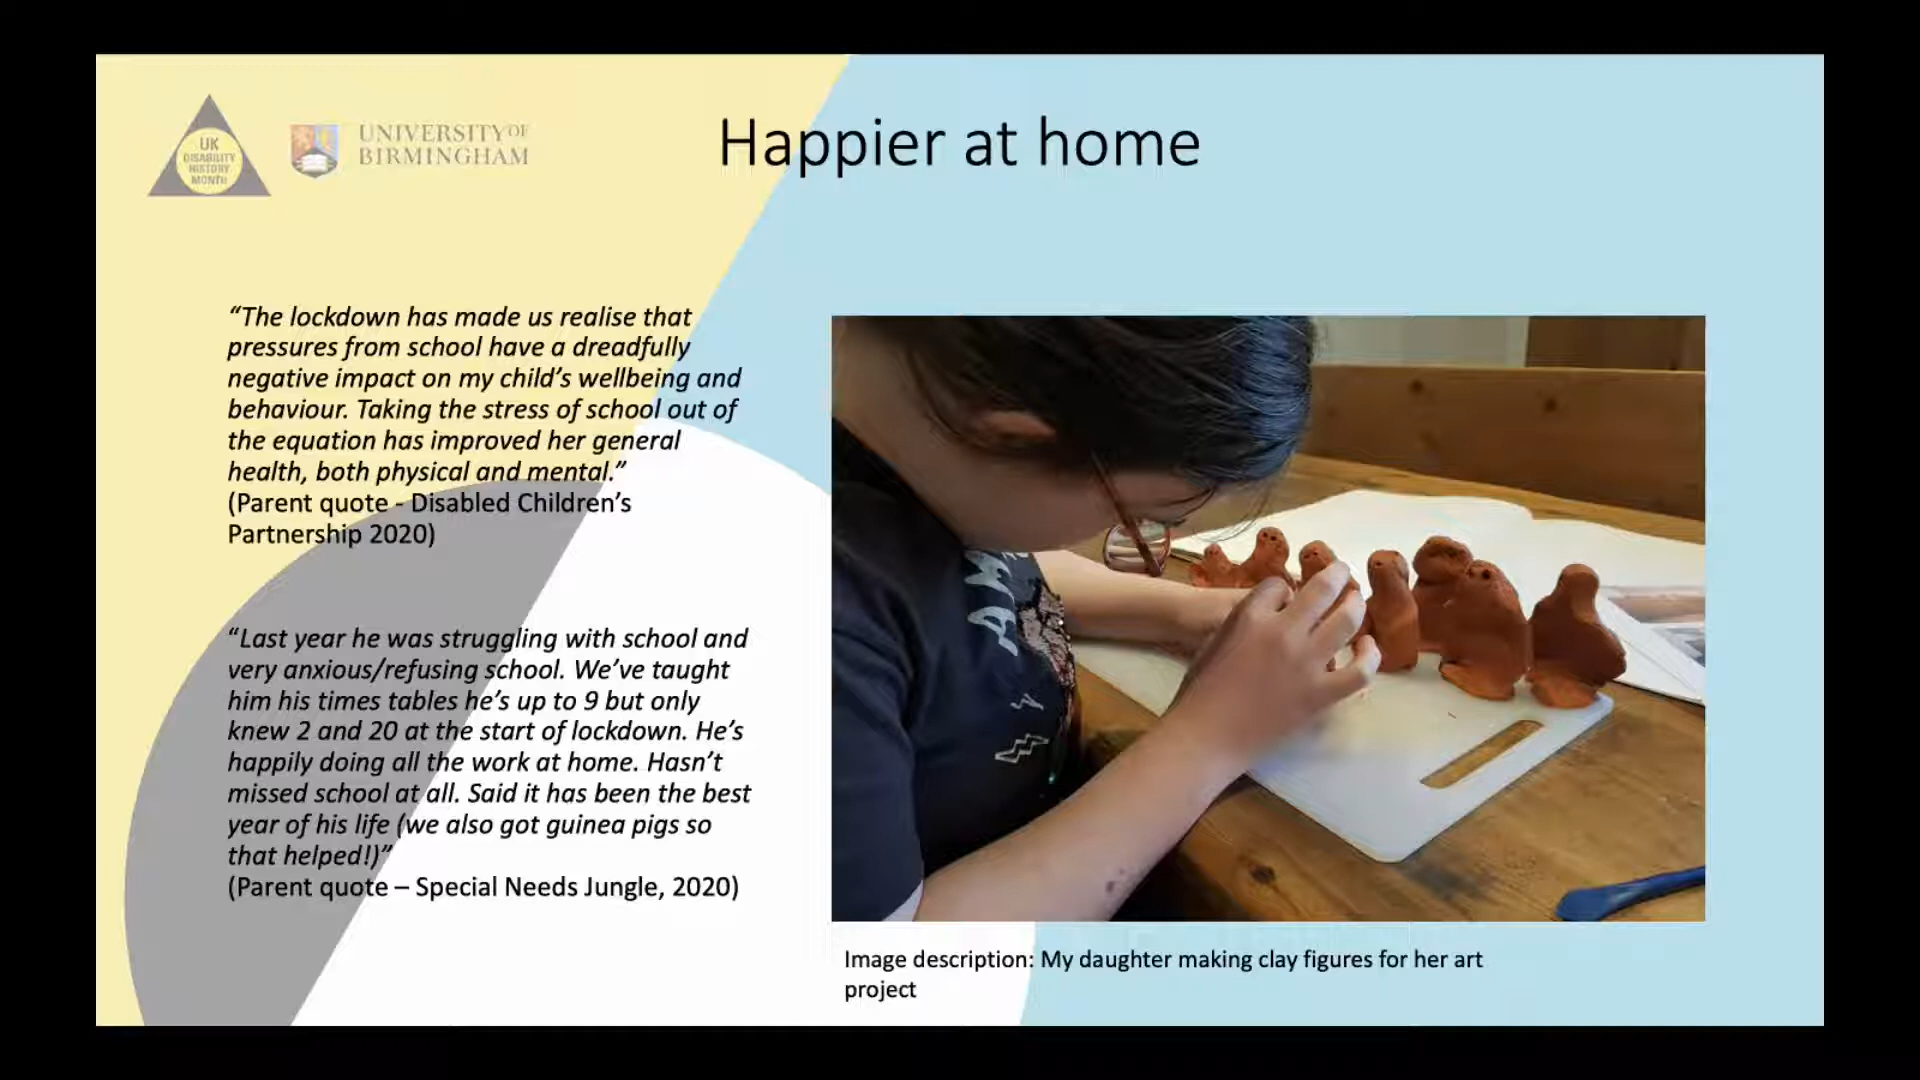 UK
DISABILITY
HISTORY
MONTH
UNIVERSITY OF
BIRMINGHAM
Happier at home
“The lockdown has made us realise that
pressures from school have a dreadfully
negative impact on my child’s wellbeing and
behaviour. Taking the stress of school out of
the equation has improved her general
health, both physical and mental.”
(Parent quote - Disabled Children’s
Partnership 2020)
“Last year he was struggling with school and
very anxious/refusing school. We’ve taught
him his times tables he’s up to 9 but only
knew 2 and 20 at the start of lockdown. He’s
happily doing all the work at home. Hasn’t
missed school at all. Said it has been the best
year of his life (we also got guinea pigs so
that helped!)”
(Parent quote – Special Needs Jungle, 2020)
Image description: My daughter making clay figures for her art
project